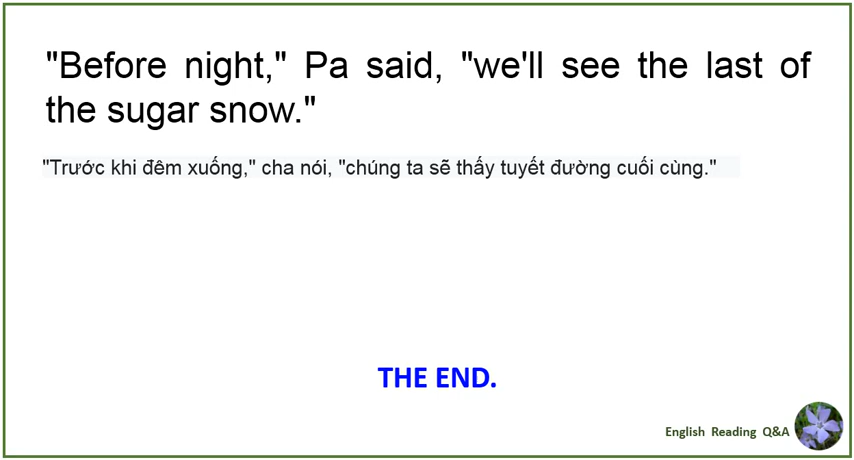 "Before night," Pa said, "we'll see the last of
the sugar snow."
"Trước khi đêm xuống," cha nói, "chúng ta sẽ thấy tuyết đường cuối cùng."
THE END.
English Reading Q&A